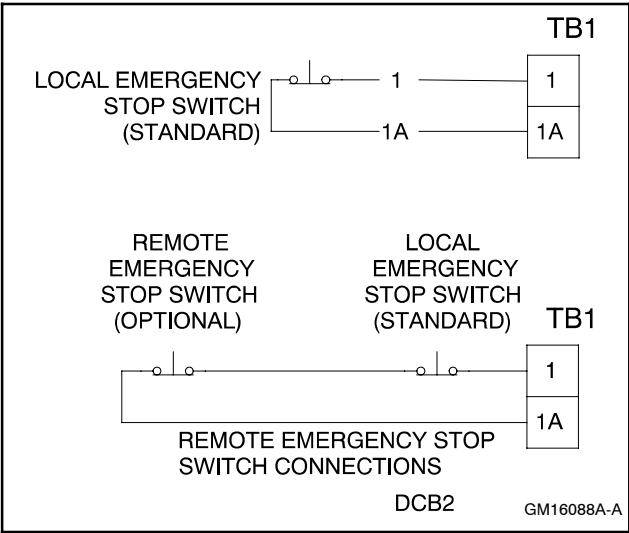 TB1
LOCAL EMERGENCY
STOP SWITCH
(STANDARD)
1
1
1A
1A
REMOTE
EMERGENCY
STOP SWITCH
(OPTIONAL)
LOCAL
EMERGENCY
STOP SWITCH
(STANDARD)
TB1
1
1A
REMOTE EMERGENCY STOP
SWITCH CONNECTIONS
DCB2
GM16088A-A